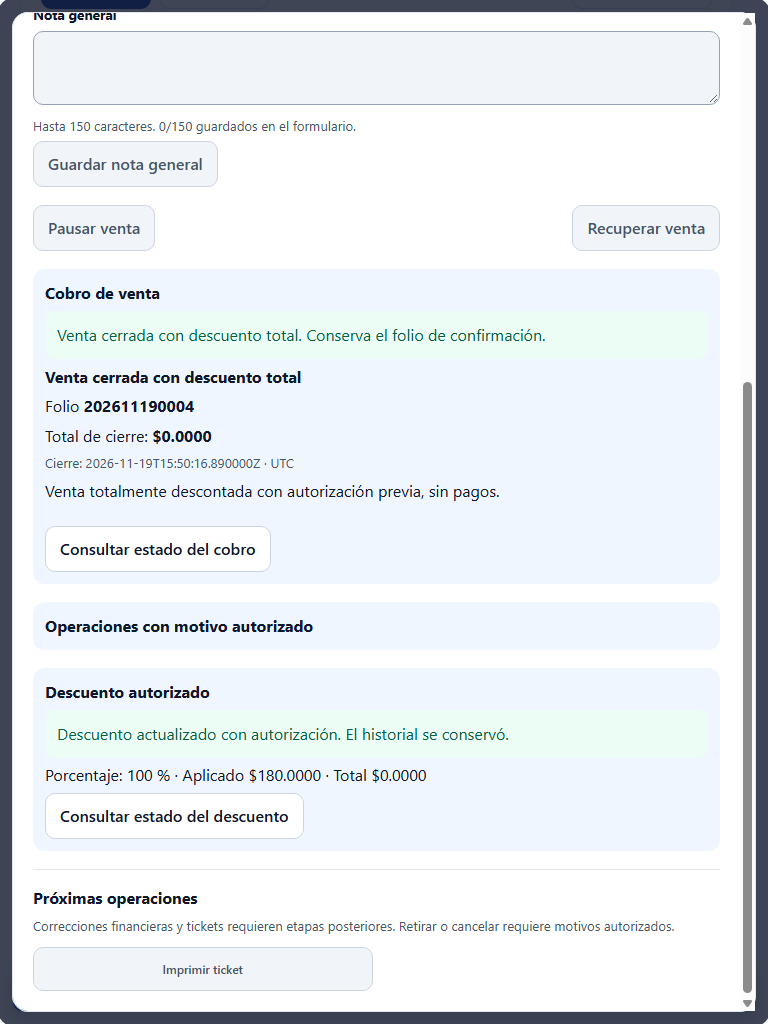 Nota general
Hasta 150 caracteres. 0/150 guardados en el formulario.
Guardar nota general
Pausar venta
Recuperar venta
Cobro de venta
Venta cerrada con descuento total. Conserva el folio de confirmación.
Venta cerrada con descuento total
Folio 202611190004
Total de cierre: $0.0000
Cierre: 2026-11-19T15:50:16.890000Z · UTC
Venta totalmente descontada con autorización previa, sin pagos.
Consultar estado del cobro
Operaciones con motivo autorizado
Descuento autorizado
Descuento actualizado con autorización. El historial se conservó.
Porcentaje: 100 % · Aplicado $180.0000 · Total $0.0000
Consultar estado del descuento
Próximas operaciones
Correcciones financieras y tickets requieren etapas posteriores. Retirar o cancelar requiere motivos autorizados.
Imprimir ticket